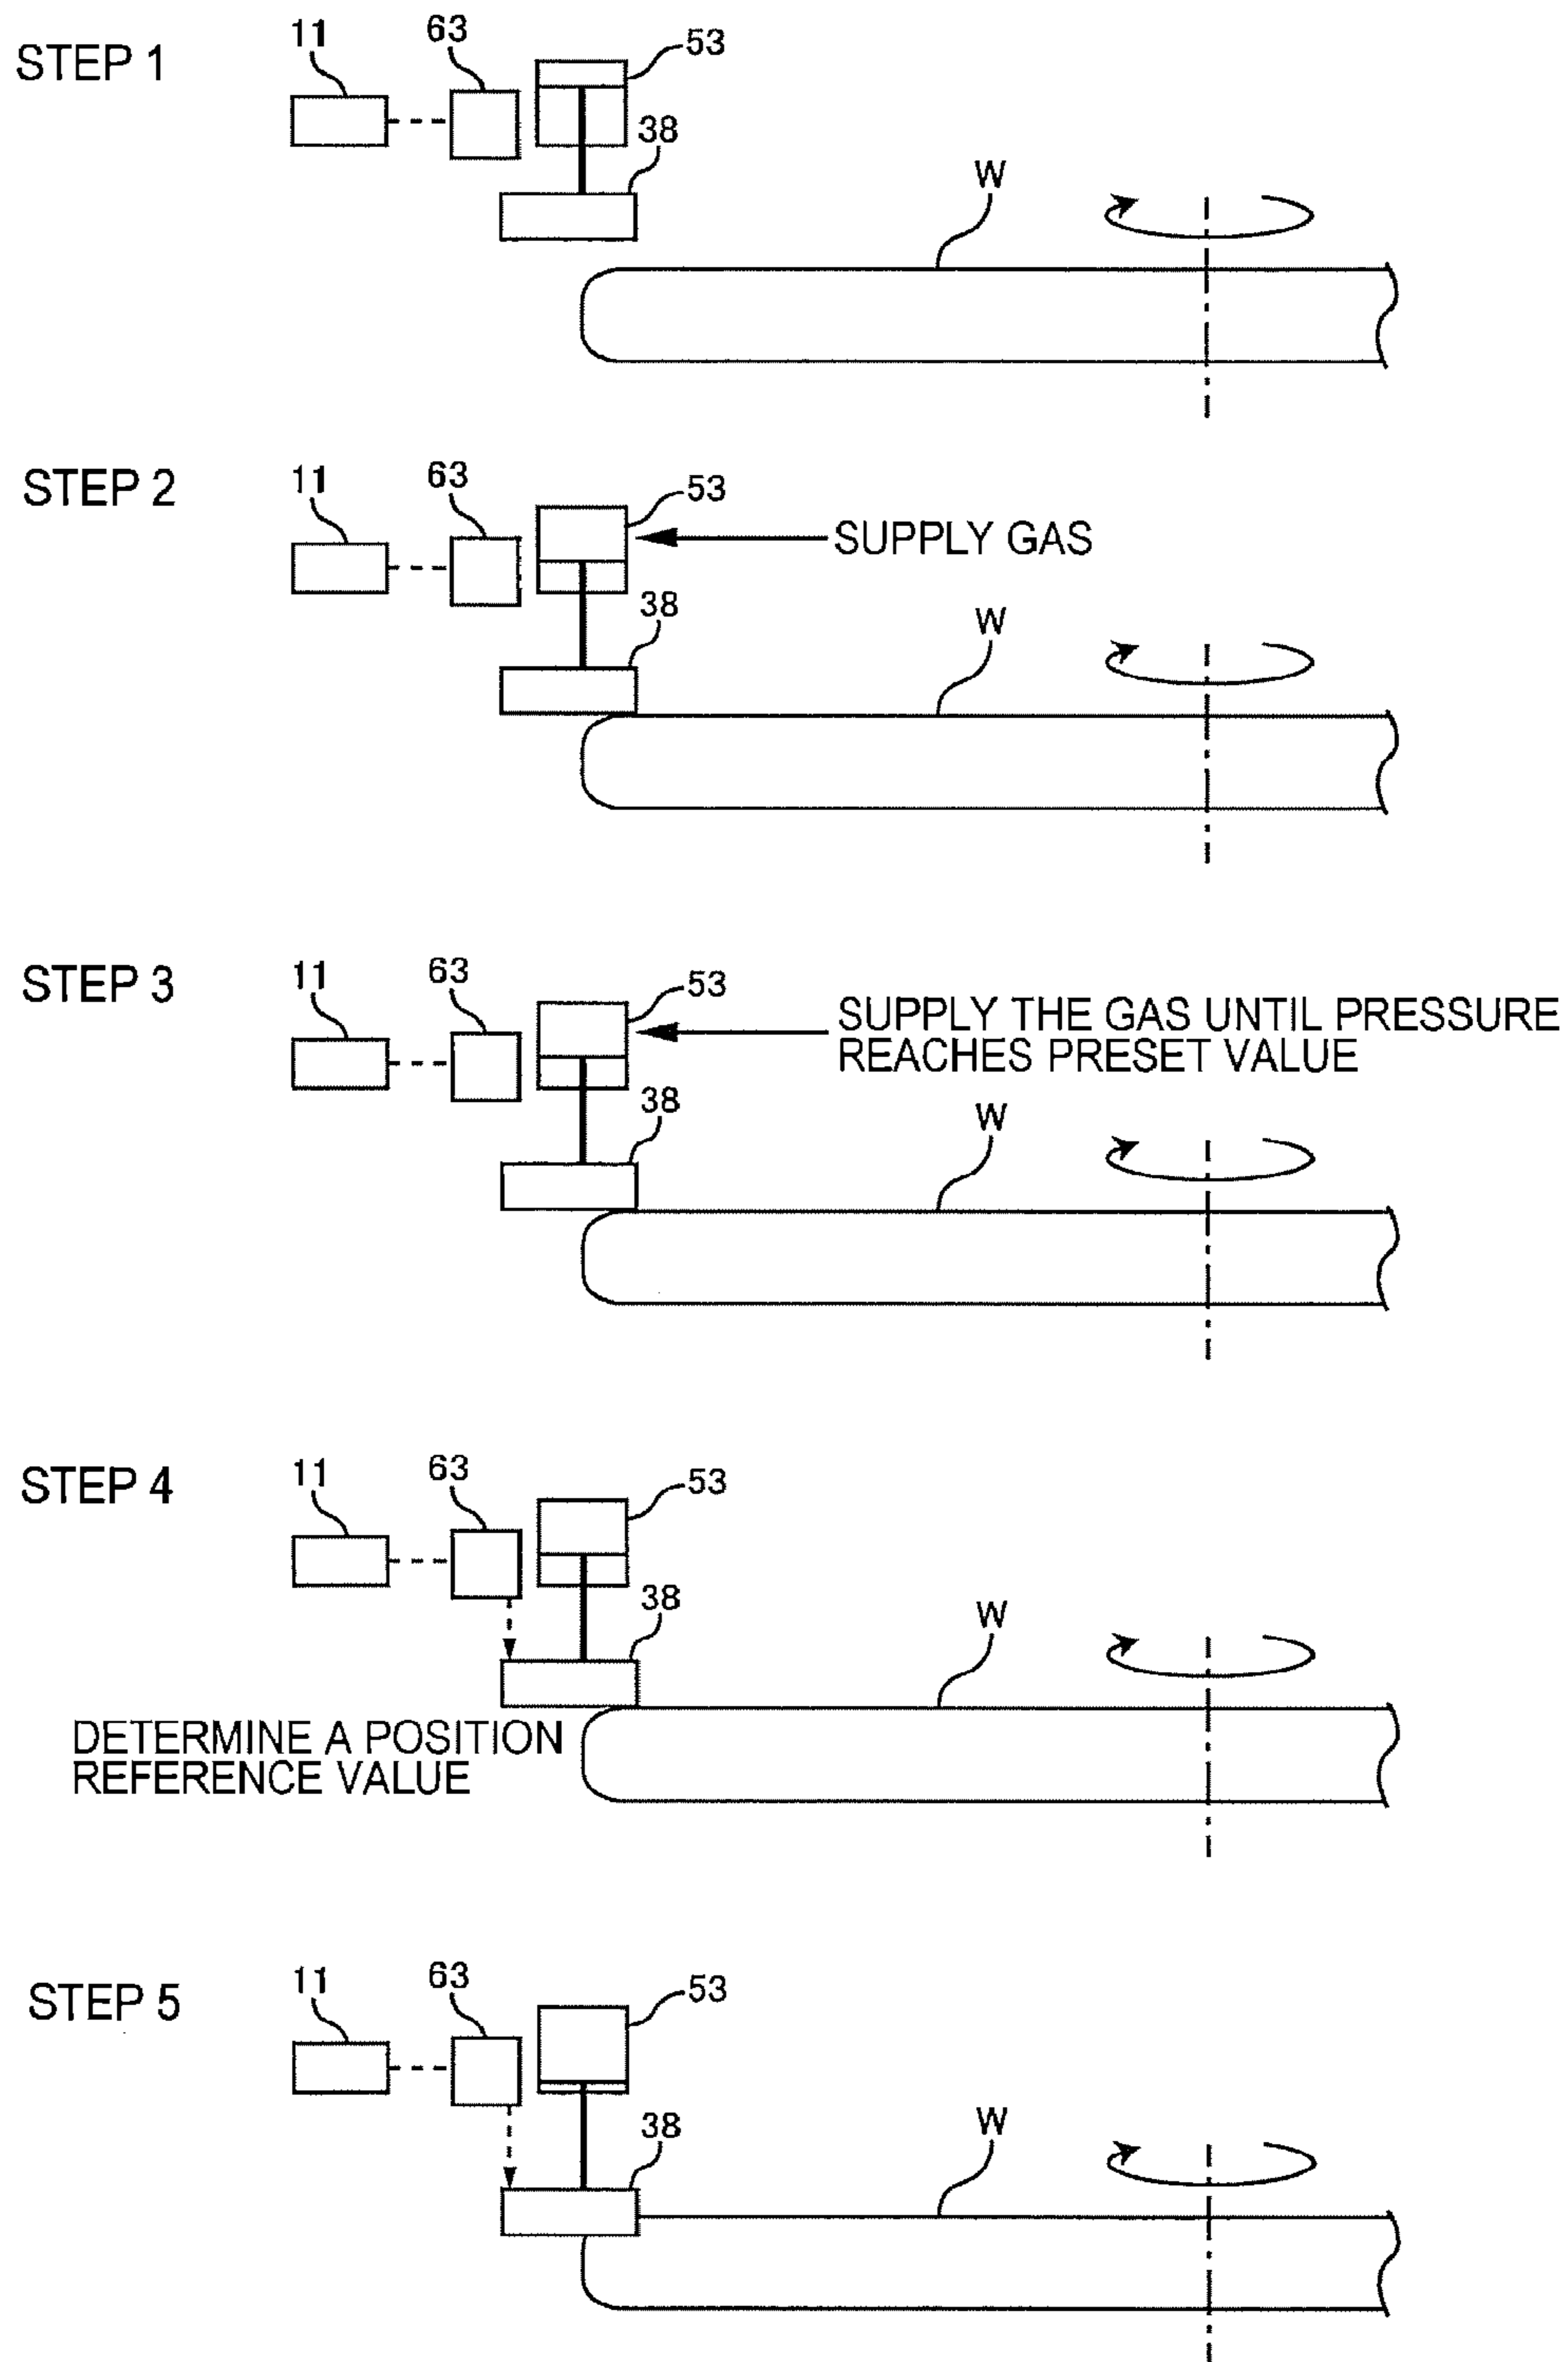 STEP 1
11
63
53
38
W
STEP 2
11
63
53
SUPPLY GAS
38
W
STEP 3
11
63
53
SUPPLY THE GAS UNTIL PRESSURE
REACHES PRESET VALUE
38
W
STEP 4
11
63
53
38
W
DETERMINE A POSITION
REFERENCE VALUE
STEP 5
11
63
53
38
W